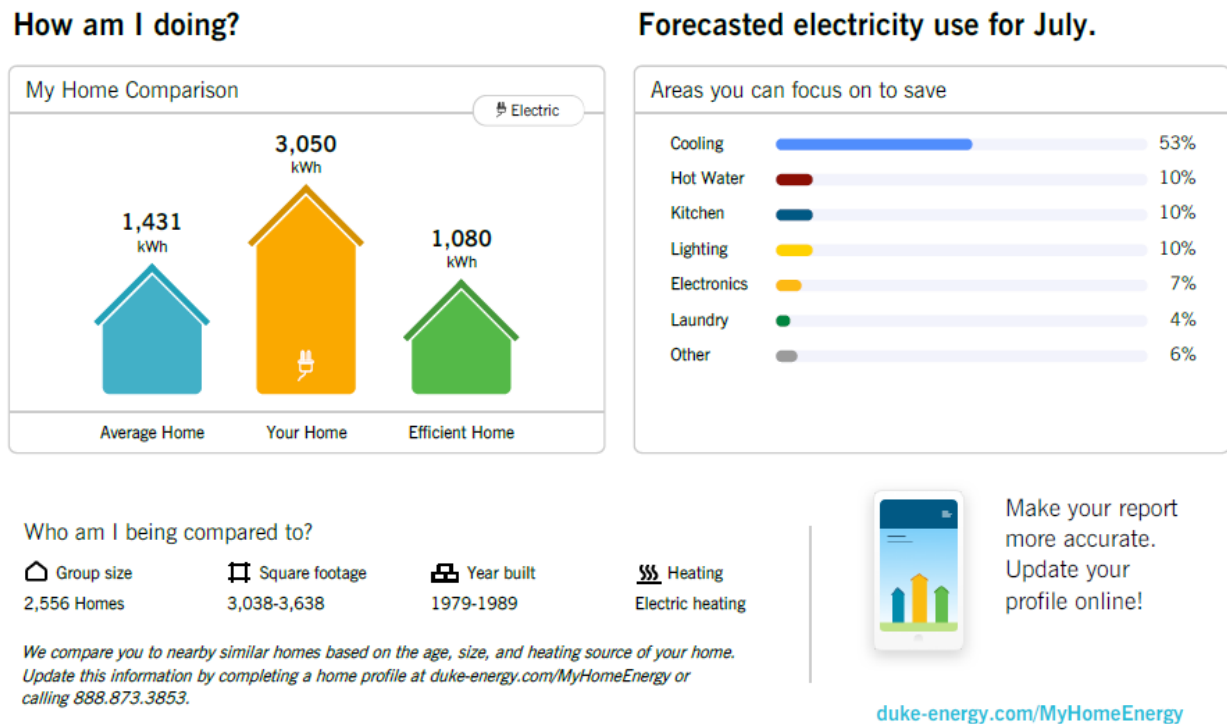 How am I doing?
My Home Comparison
Electric
3,050
kWh
1,431
kWh
1,080
kWh
Average Home
Your Home
Efficient Home
Forecasted electricity use for July.
Areas you can focus on to save
Cooling 53%
Hot Water 10%
Kitchen 10%
Lighting 10%
Electronics 7%
Laundry 4%
Other 6%
Who am I being compared to?
Group size
2,556 Homes
Square footage
3,038-3,638
Year built
1979-1989
Heating
Electric heating
We compare you to nearby similar homes based on the age, size, and heating source of your home.
Update this information by completing a home profile at duke-energy.com/MyHomeEnergy or
calling 888.873.3853.
Make your report
more accurate.
Update your
profile online!
duke-energy.com/MyHomeEnergy